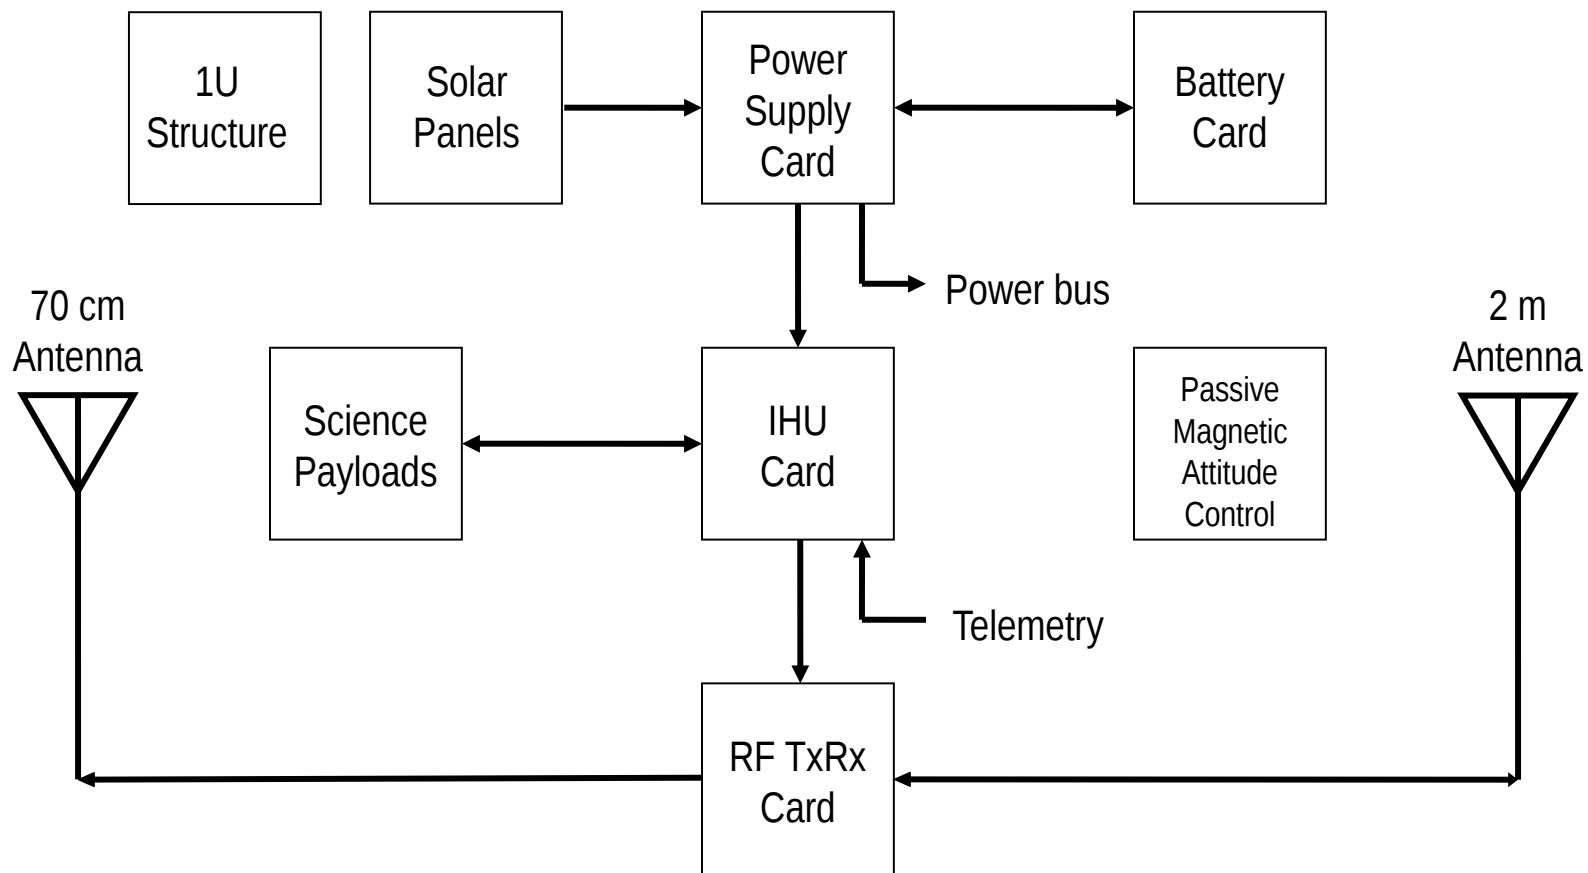 1U
Structure
Solar
Panels
Power
Supply
Card
Battery
Card
Power bus
70 cm
Antenna
2 m
Antenna
Science
Payloads
IHU
Card
Passive
Magnetic
Attitude
Control
Telemetry
RF TxRx
Card